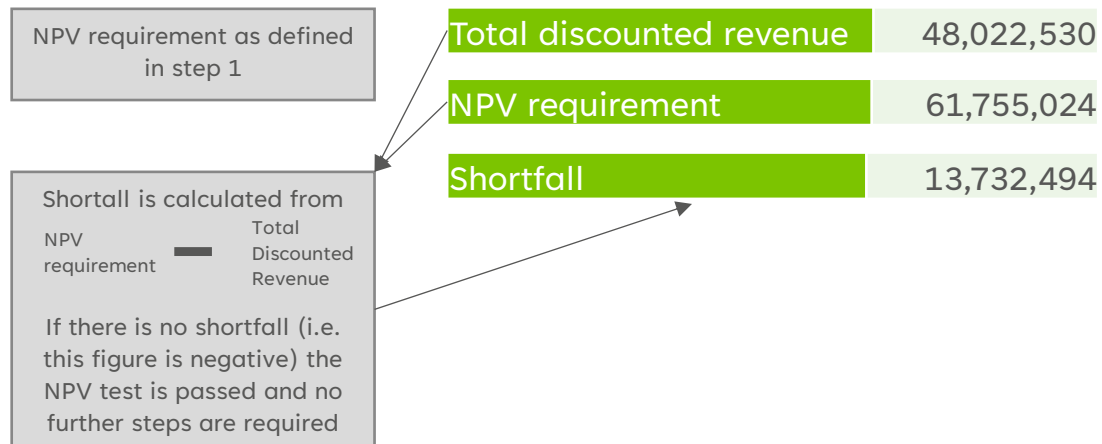 NPV requirement as defined
in step 1
Total discounted revenue 48,022,530
NPV requirement 61,755,024
Shortfall 13,732,494
Shortall is calculated from
NPV
requirement
Total
Discounted
Revenue
If there is no shortfall (i.e.
this figure is negative) the
NPV test is passed and no
further steps are required